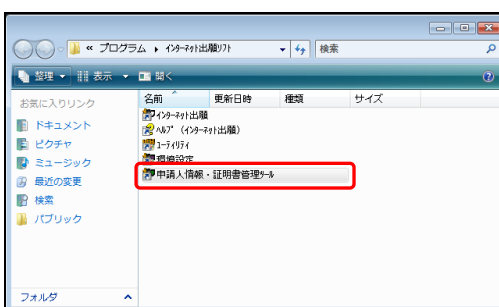 « プログラム ▸ インターネット出願ソフト
検索
整理 ▼ 表示 ▼ 開く
お気に入りリンク
ドキュメント
ピクチャ
ミュージック
最近の変更
検索
パブリック
フォルダ
名前 更新日時 種類 サイズ
インターネット出願
ヘルプ (インターネット出願)
ユーティリティ
環境設定
申請人情報・証明書管理ツール